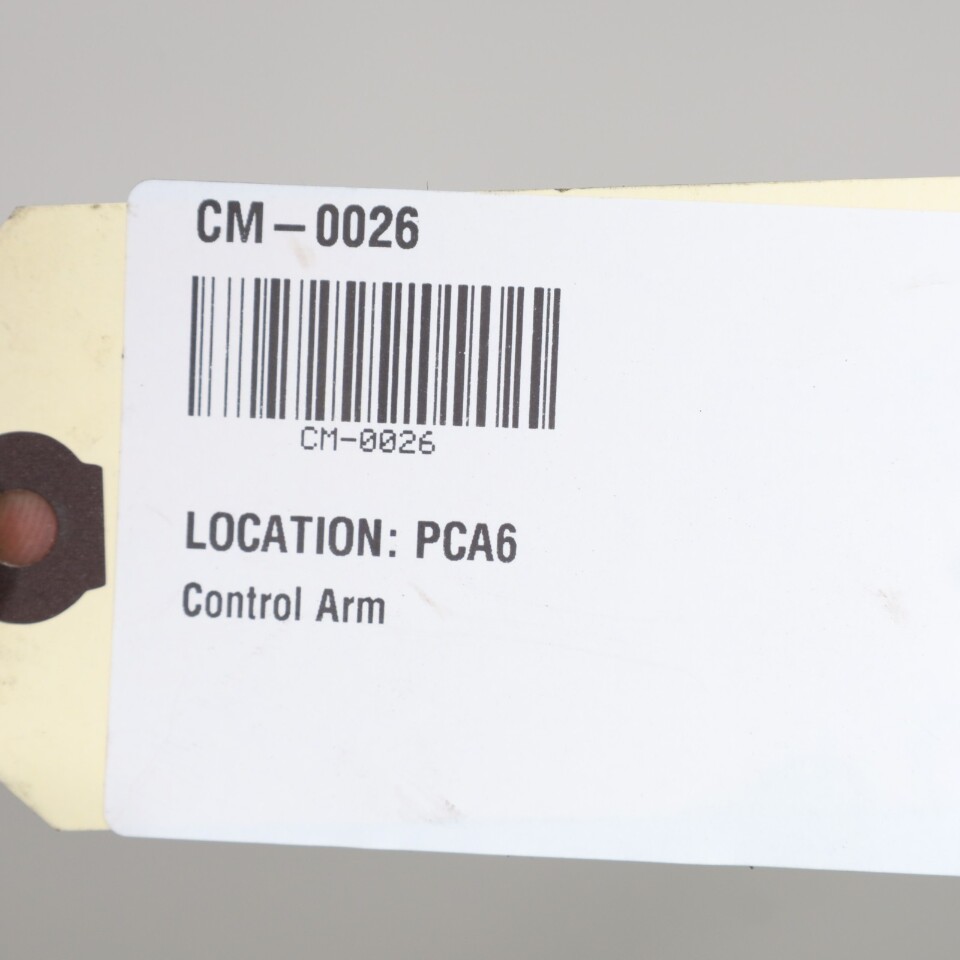 CM-0026
CM-0026
LOCATION: PCA6
Control Arm